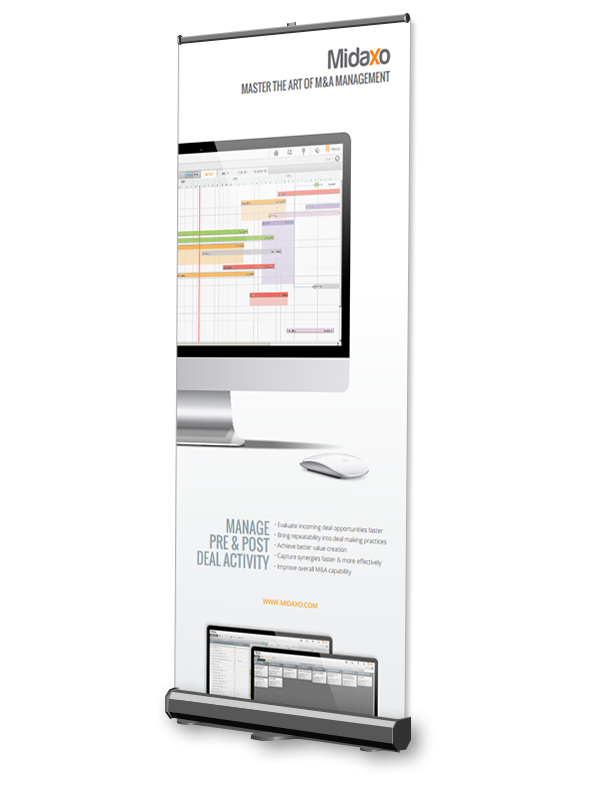 Midaxo
MASTER THE ART OF M&A MANAGEMENT
MANAGE
PRE & POST
DEAL ACTIVITY
• Evaluate incoming deal opportunities faster
• Bring repeatability into deal making practices
• Achieve better value creation
• Capture synergies faster & more effectively
• Improve overall M&A capability
WWW.MIDAXO.COM